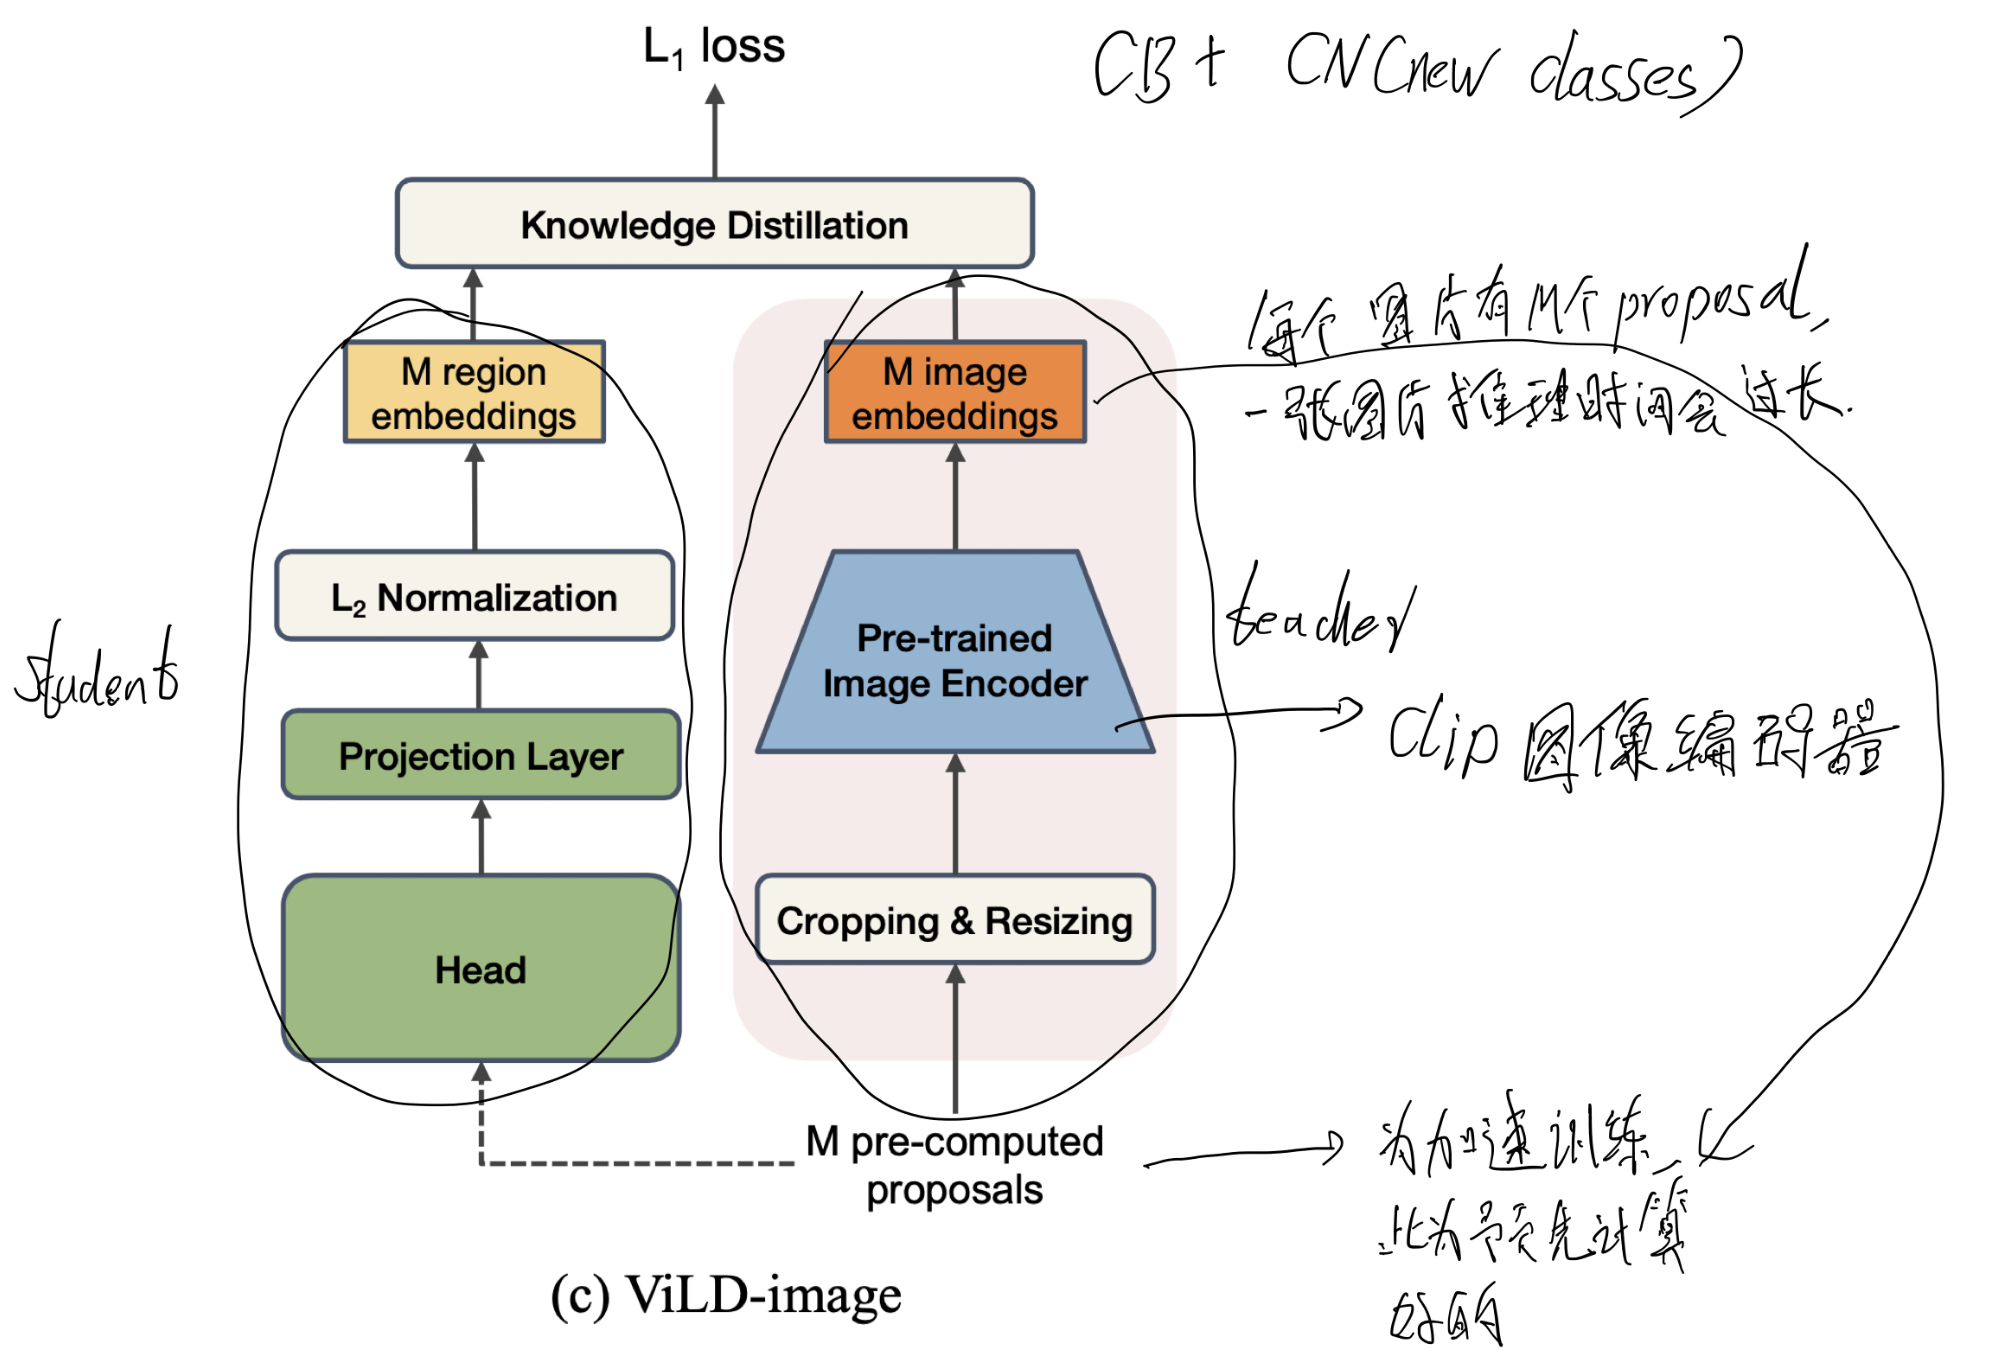 L₁ loss
CB + CN(new classes)
Knowledge Distillation
每个图片有M个proposal,
一张图片推理时间会过长.
M region
embeddings
M image
embeddings
L₂ Normalization
Pre-trained
Image Encoder
teacher
student
Clip 图像编码器
Projection Layer
Cropping & Resizing
Head
M pre-computed
proposals
为加速训练,
此为预先计算
好的
(c) ViLD-image